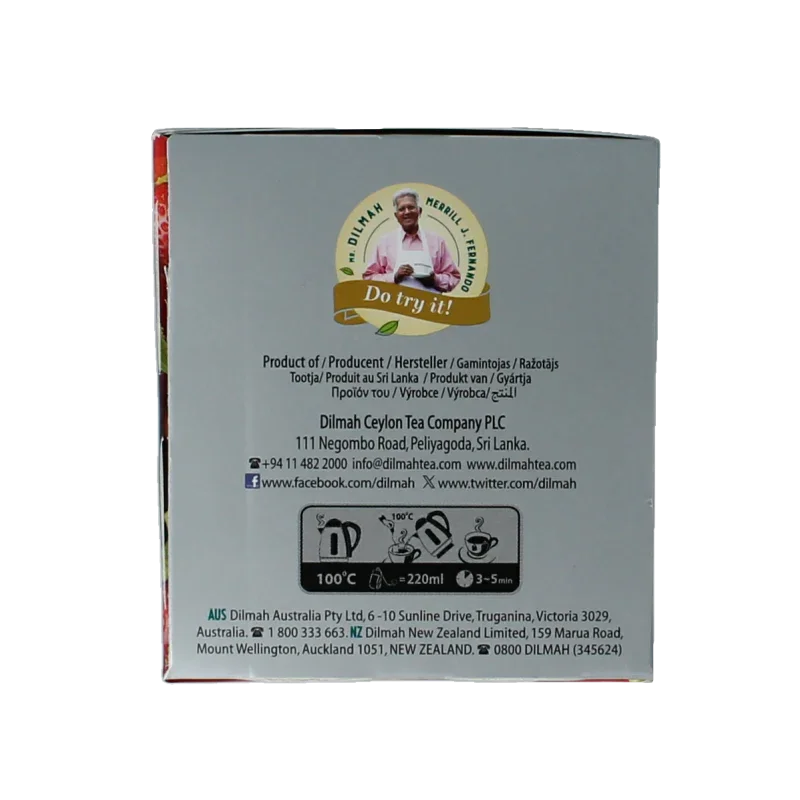 MR. DILMAH MERRILL J. FERNANDO
Do try it!
Product of / Producent / Hersteller / Gamintojas / Ražotājs
Tootja/ Produit au Sri Lanka / Produkt van / Gyártja
Προϊόν του / Výrobce / Výrobca/ المنتج
Dilmah Ceylon Tea Company PLC
111 Negombo Road, Peliyagoda, Sri Lanka.
☎+94 11 482 2000 info@dilmahtea.com www.dilmahtea.com
f www.facebook.com/dilmah X www.twitter.com/dilmah
100°C
100°C =220ml 3~5 min
AUS Dilmah Australia Pty Ltd, 6 -10 Sunline Drive, Truganina, Victoria 3029,
Australia. ☎ 1 800 333 663. NZ Dilmah New Zealand Limited, 159 Marua Road,
Mount Wellington, Auckland 1051, NEW ZEALAND. ☎ 0800 DILMAH (345624)